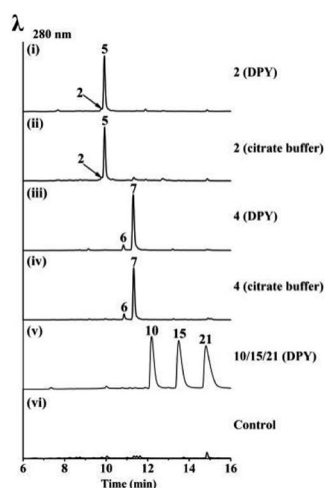 λ
280 nm
(i)
5
2
2 (DPY)
(ii)
5
2
2 (citrate buffer)
(iii)
7
6
4 (DPY)
(iv)
7
6
4 (citrate buffer)
(v)
10 15 21
10/15/21 (DPY)
(vi)
Control
6 8 10 12 14 16
Time (min)